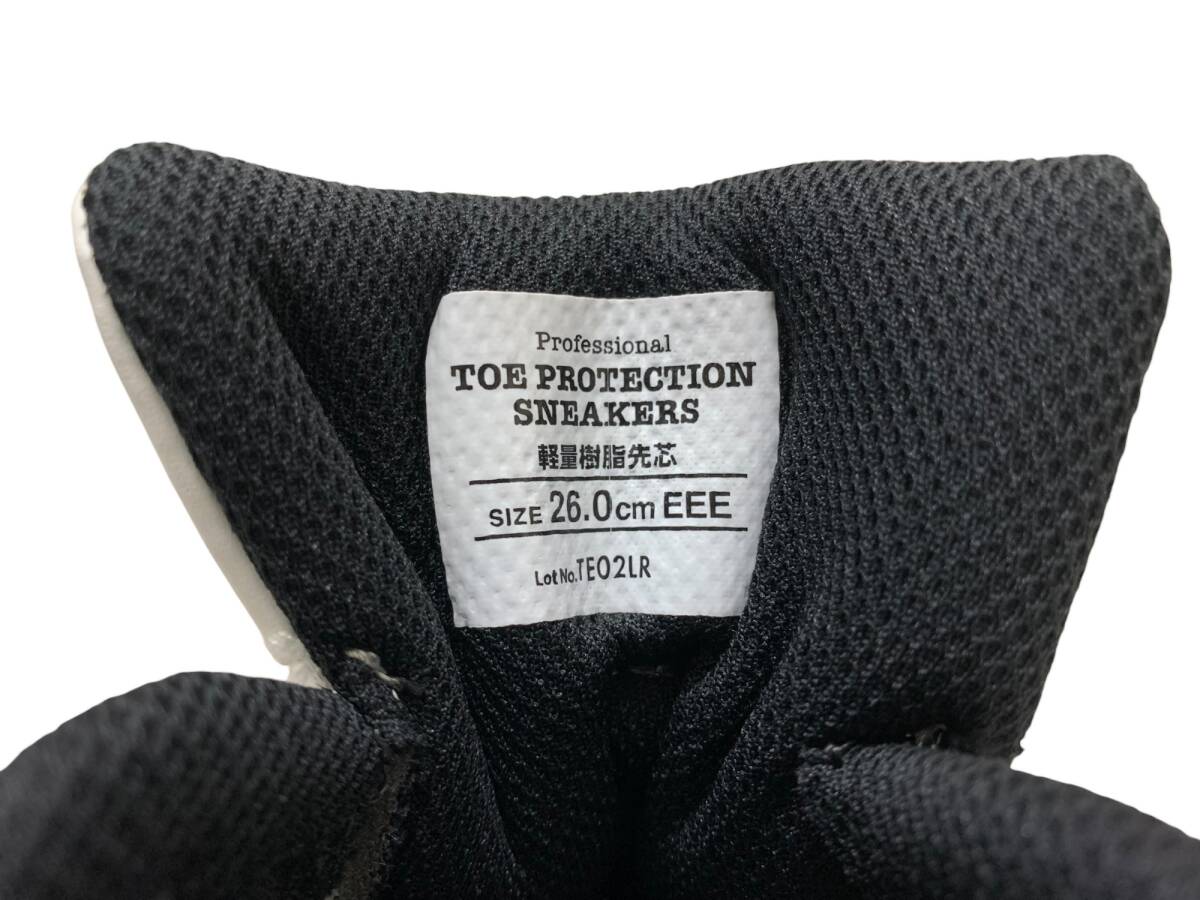 Professional
TOE PROTECTION
SNEAKERS
軽量樹脂先芯
SIZE 26.0cm EEE
Lot No.TE02LR